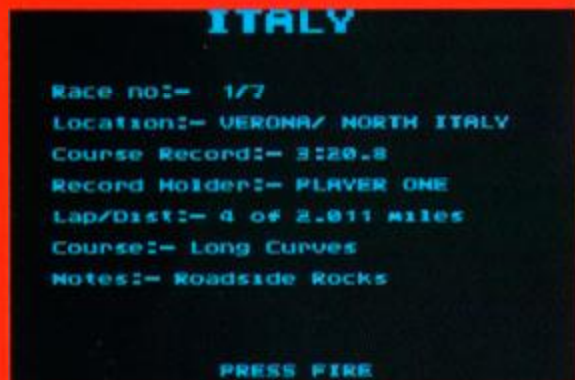 ITALY
Race no:- 1/7
Location:- VERONA/ NORTH ITALY
Course Record:- 3:20.8
Record Holder:- PLAYER ONE
Lap/Dist:- 4 of 2.011 miles
Course:- Long Curves
Notes:- Roadside Rocks
PRESS FIRE